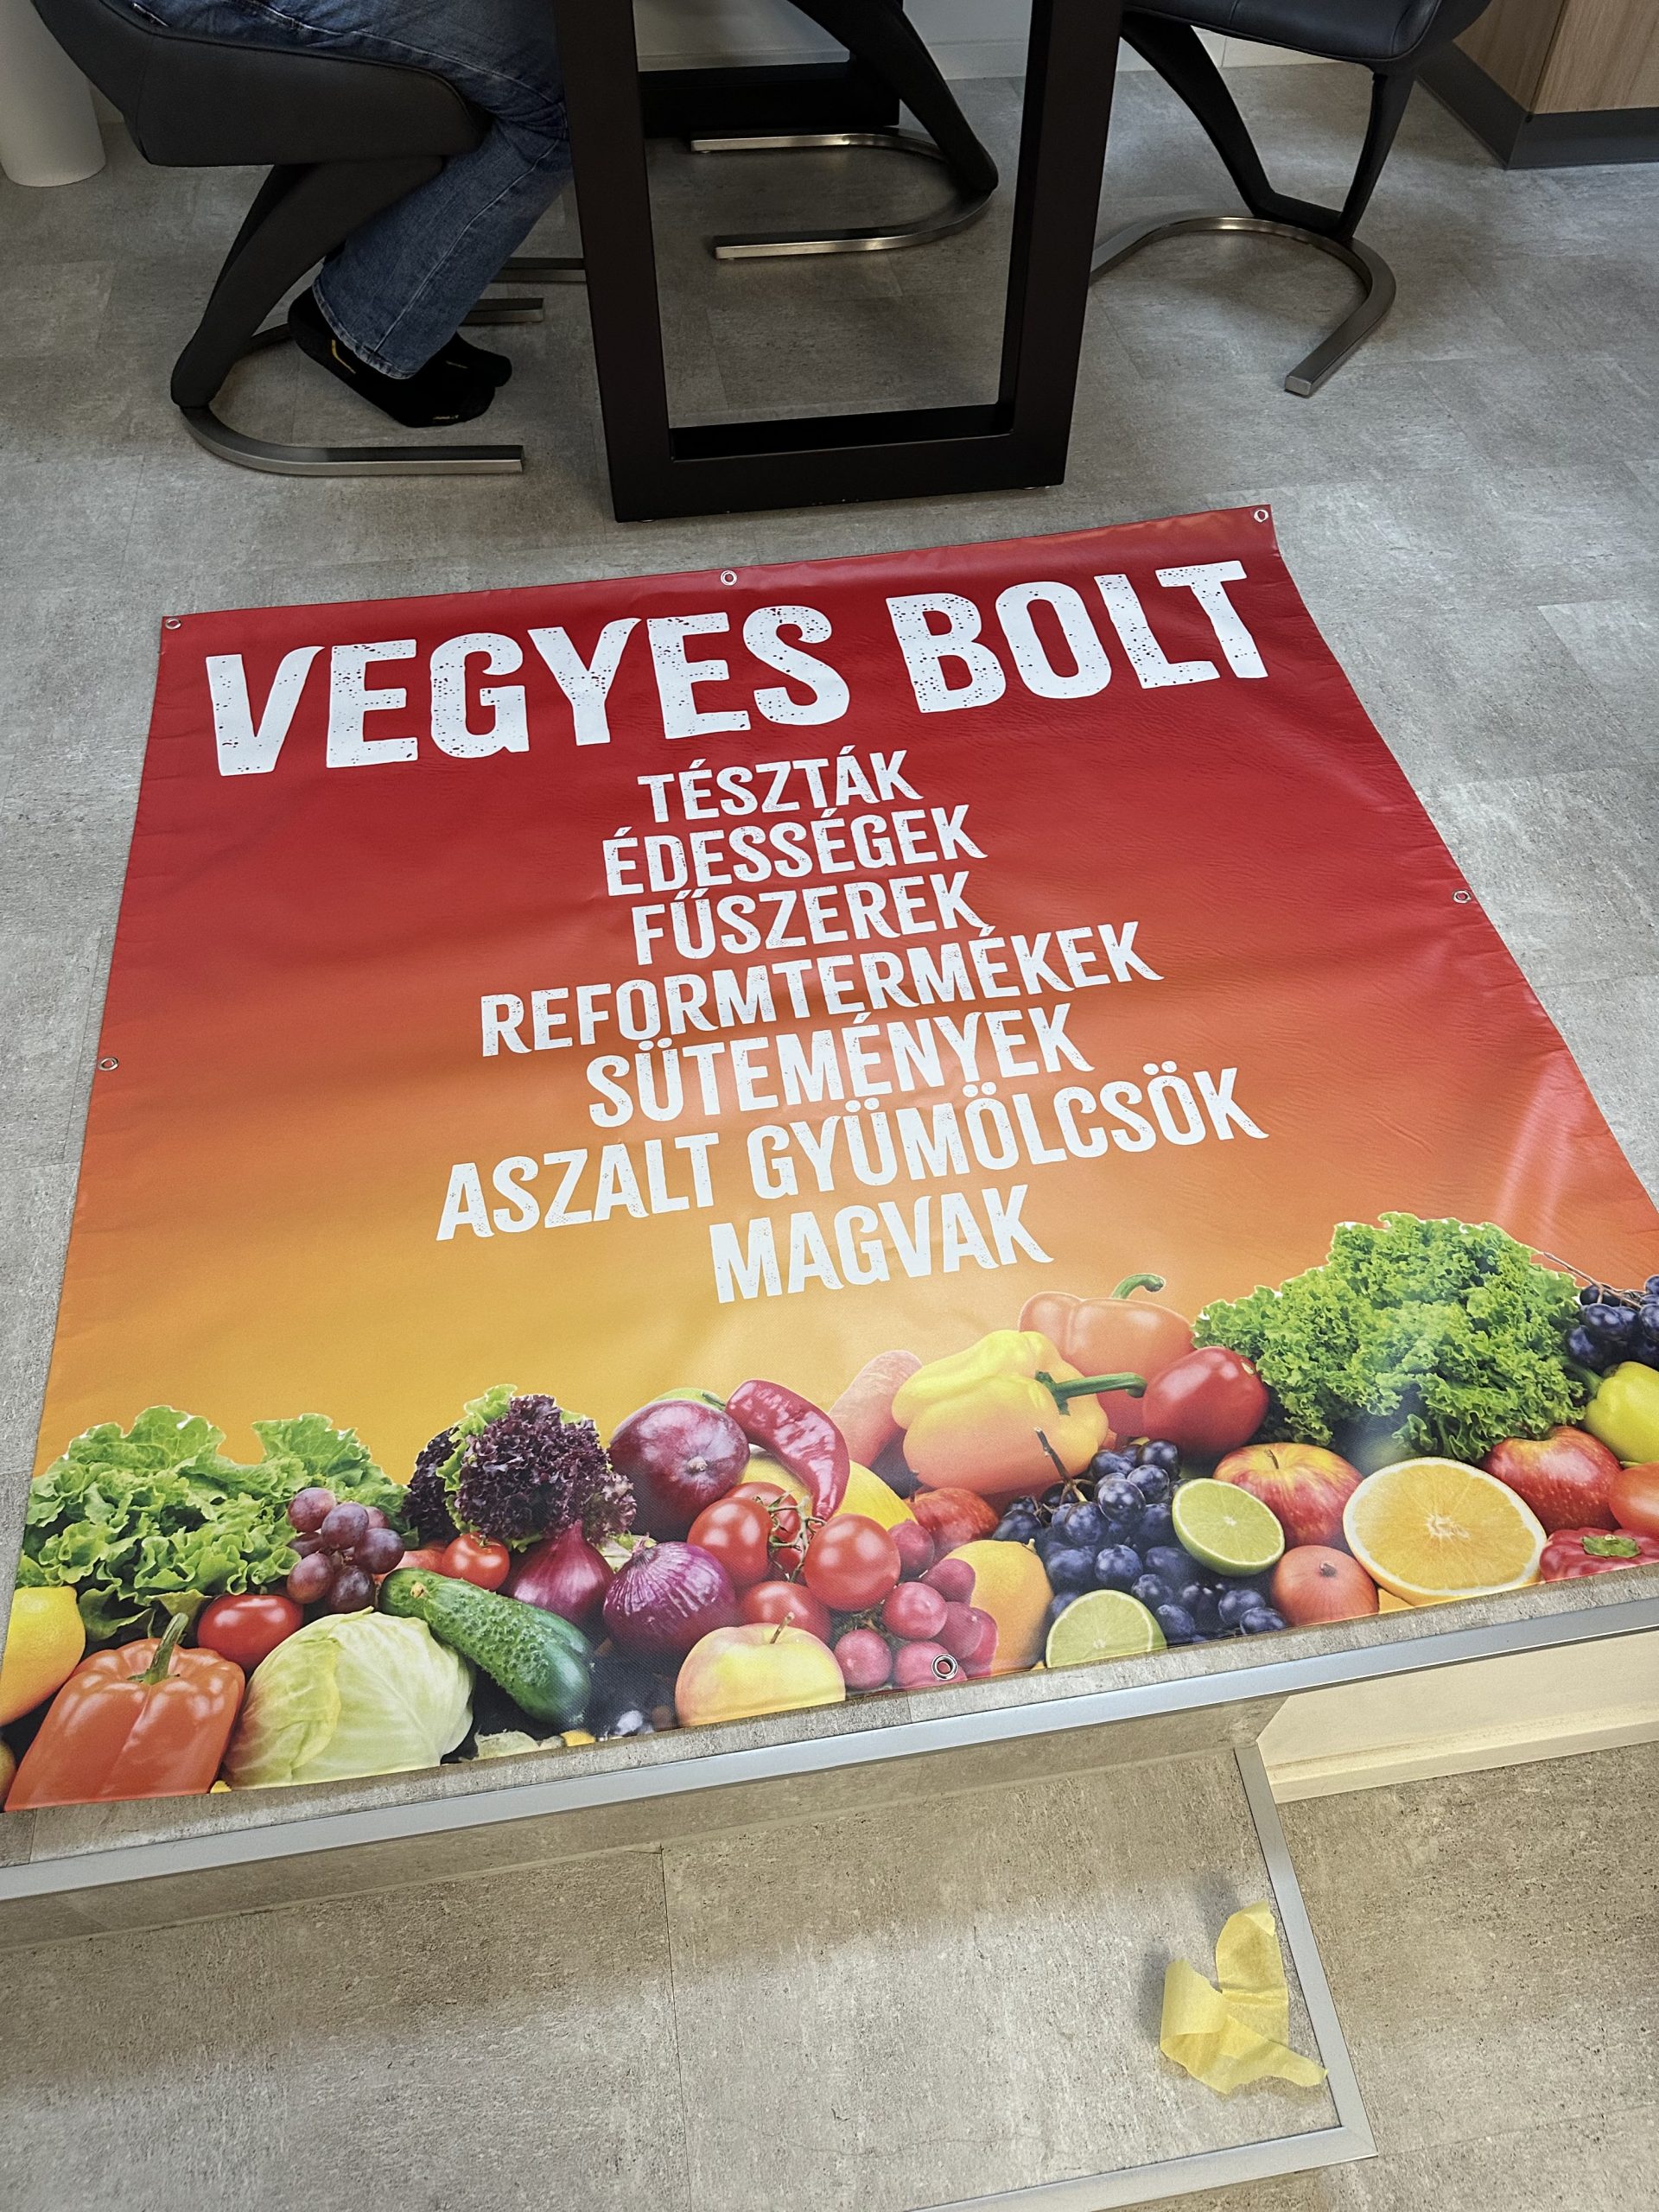 VEGYES BOLT
TÉSZTÁK
ÉDESSÉGEK
FŰSZEREK
REFORMTERMÉKEK
SÜTEMÉNYEK
ASZALT GYÜMÖLCSÖK
MAGVAK